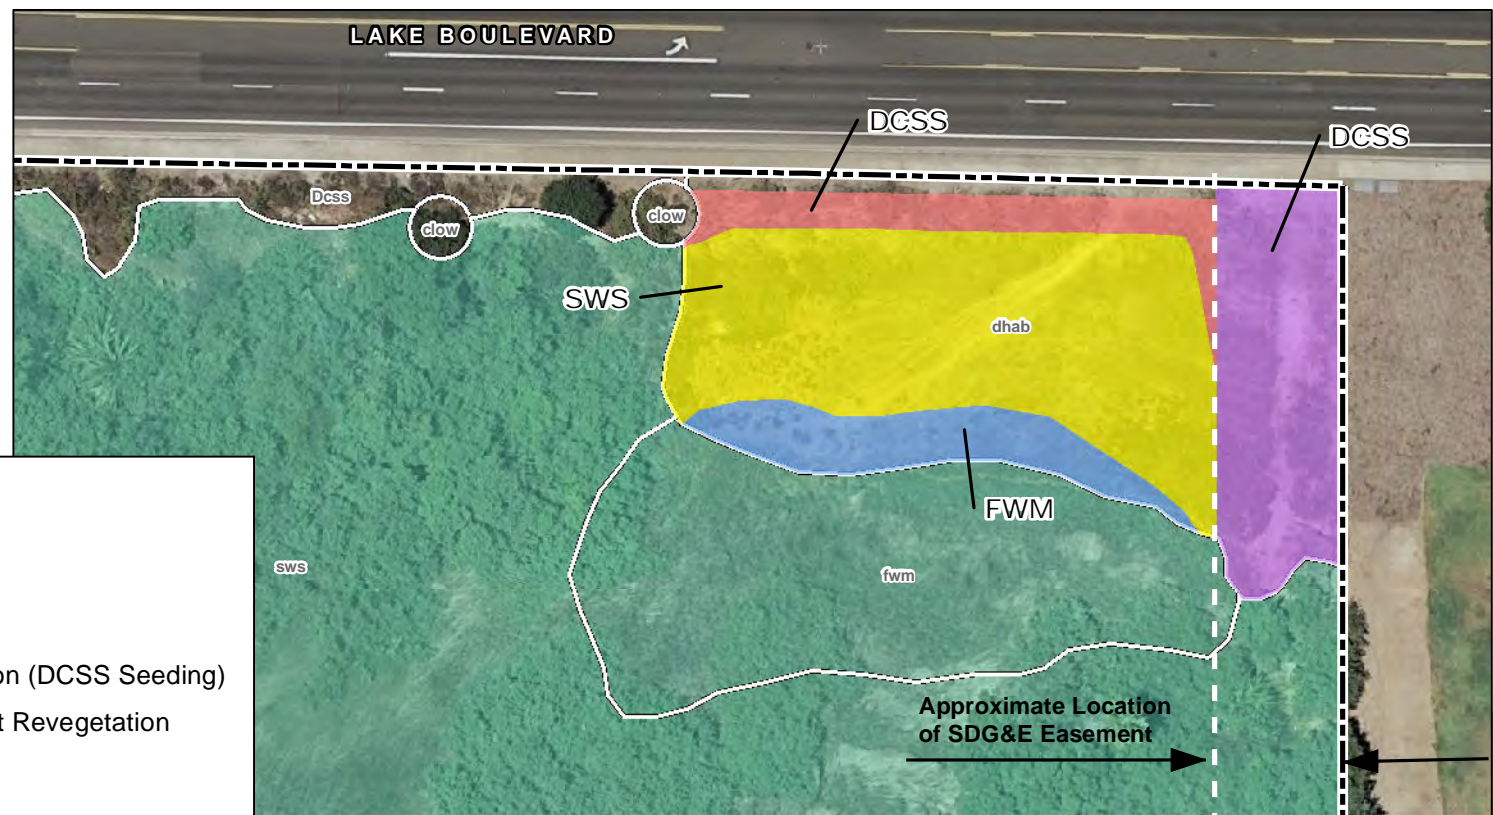 LAKE BOULEVARD
DCSS
DCSS
Dcss
clow
clow
SWS
dhab
FWM
sws
fwm
on (DCSS Seeding)
t Revegetation
Approximate Location
of SDG&E Easement